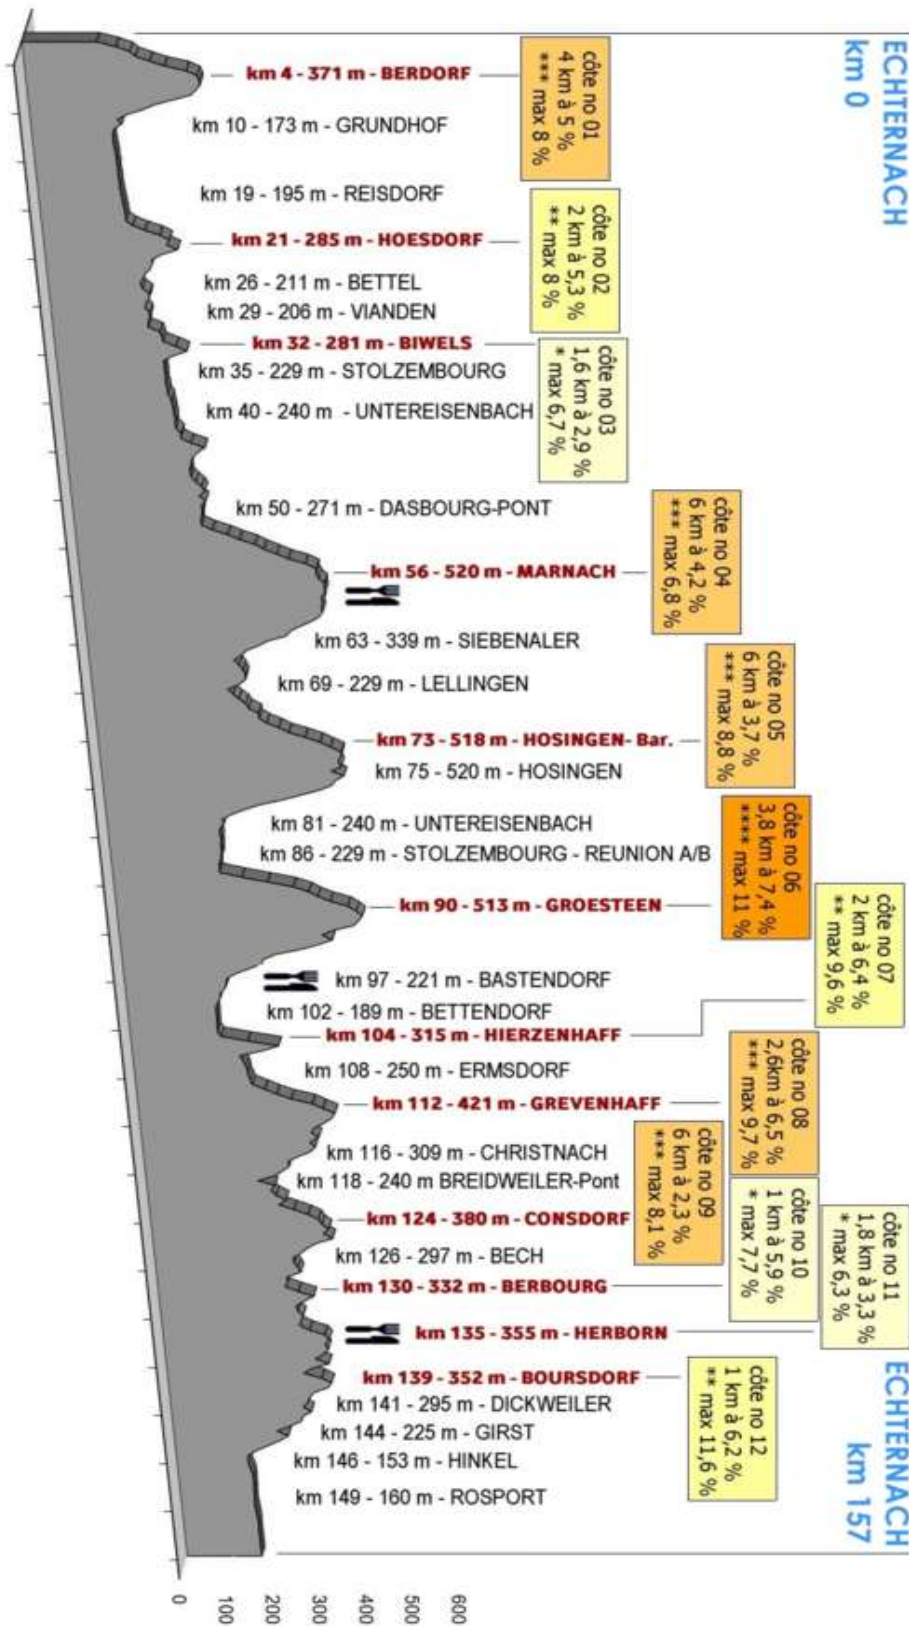 ECHTERNACH
km 0
côte no 01
4 km à 5 %
*** max 8 %
km 4 - 371 m - BERDORF
km 10 - 173 m - GRUNDHOF
km 19 - 195 m - REISDORF
côte no 02
2 km à 5,3 %
** max 8 %
km 21 - 285 m - HOESDORF
km 26 - 211 m - BETTEL
km 29 - 206 m - VIANDEN
km 32 - 281 m - BIWELS
côte no 03
1,6 km à 2,9 %
* max 6,7 %
km 35 - 229 m - STOLZEMBOURG
km 40 - 240 m - UNTEREISENBACH
km 50 - 271 m - DASBOURG-PONT
côte no 04
6 km à 4,2 %
*** max 6,8 %
km 56 - 520 m - MARNACH
km 63 - 339 m - SIEBENALER
km 69 - 229 m - LELLINGEN
côte no 05
6 km à 3,7 %
*** max 8,8 %
km 73 - 518 m - HOSINGEN- Bar.
km 75 - 520 m - HOSINGEN
km 81 - 240 m - UNTEREISENBACH
km 86 - 229 m - STOLZEMBOURG - REUNION A/B
côte no 06
3,8 km à 7,4 %
**** max 11 %
km 90 - 513 m - GROESTEEN
km 97 - 221 m - BASTENDORF
km 102 - 189 m - BETTENDORF
côte no 07
2 km à 6,4 %
** max 9,6 %
km 104 - 315 m - HIERZENHAFF
km 108 - 250 m - ERMSDORF
côte no 08
2,6km à 6,5 %
*** max 9,7 %
km 112 - 421 m - GREVENHAFF
km 116 - 309 m - CHRISTNACH
km 118 - 240 m BREIDWEILER-Pont
côte no 09
6 km à 2,3 %
*** max 8,1 %
km 124 - 380 m - CONSDORF
km 126 - 297 m - BECH
côte no 10
1 km à 5,9 %
* max 7,7 %
km 130 - 332 m - BERBOURG
côte no 11
1,8 km à 3,3 %
* max 6,3 %
km 135 - 355 m - HERBORN
km 139 - 352 m - BOURSDORF
côte no 12
1 km à 6,2 %
** max 11,6 %
km 141 - 295 m - DICKWEILER
km 144 - 225 m - GIRST
km 146 - 153 m - HINKEL
km 149 - 160 m - ROSPORT
ECHTERNACH
km 157
0
100
200
300
400
500
600